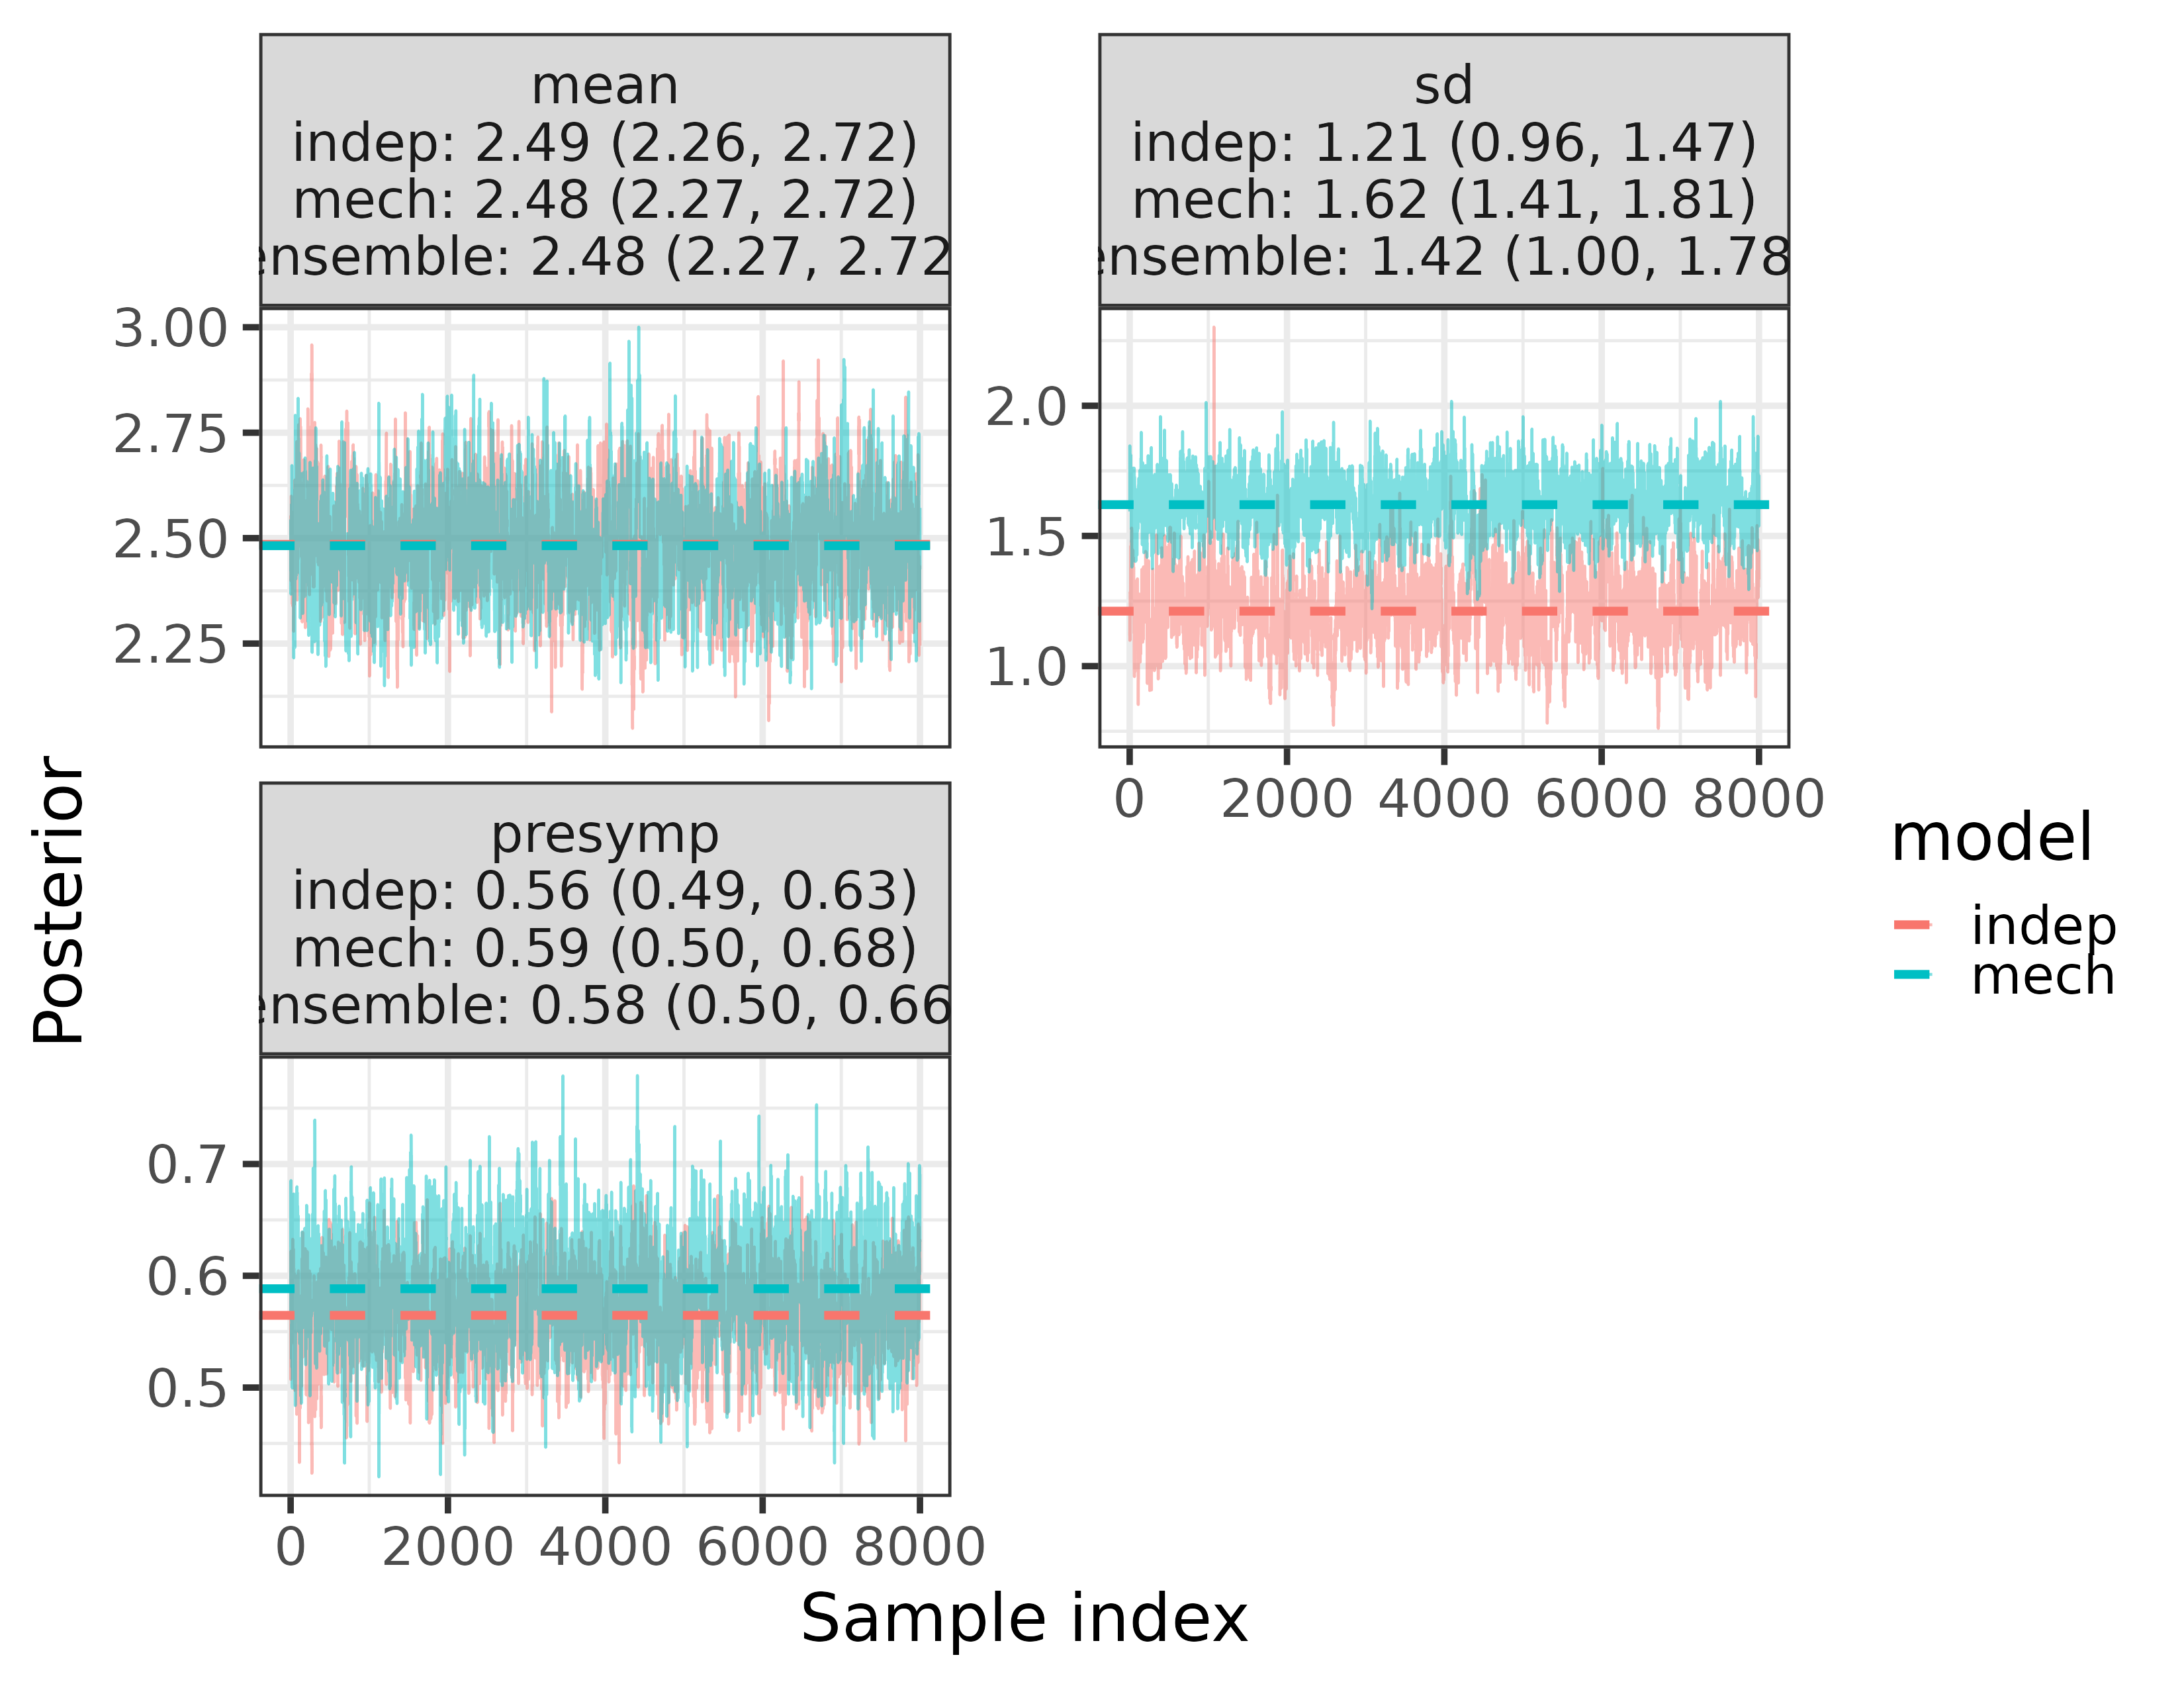 mean
indep: 2.49 (2.26, 2.72)
mech: 2.48 (2.27, 2.72)
ensemble: 2.48 (2.27, 2.72
sd
indep: 1.21 (0.96, 1.47)
mech: 1.62 (1.41, 1.81)
ensemble: 1.42 (1.00, 1.78
3.00
2.75
2.50
2.25
2.0
1.5
1.0
0 2000 4000 6000 8000
presymp
indep: 0.56 (0.49, 0.63)
mech: 0.59 (0.50, 0.68)
ensemble: 0.58 (0.50, 0.66
0.7
0.6
0.5
0 2000 4000 6000 8000
Posterior
Sample index
model
indep
mech